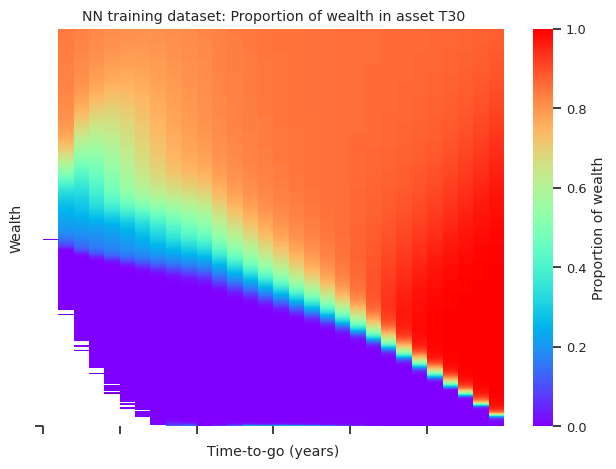 NN training dataset: Proportion of wealth in asset T30
1.0
0.8
0.6
0.4
0.2
0.0
Proportion of wealth
Wealth
Time-to-go (years)